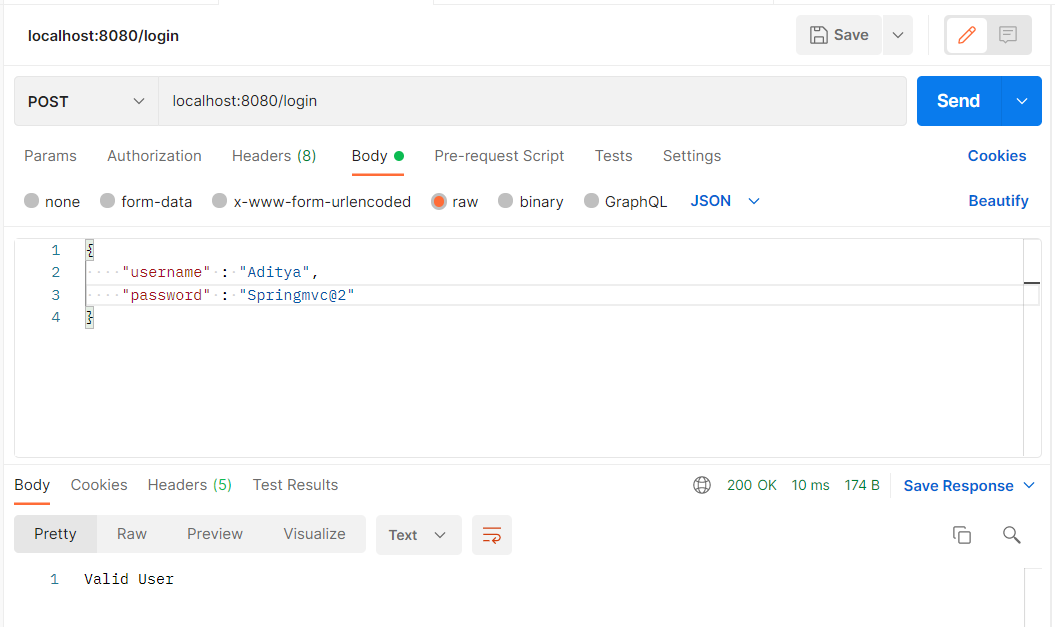 localhost:8080/login Save
POST localhost:8080/login Send
Params Authorization Headers (8) Body Pre-request Script Tests Settings Cookies
none form-data x-www-form-urlencoded raw binary GraphQL JSON Beautify
1 {
2 "username" : "Aditya",
3 "password" : "Springmvc@2"
4 }
Body Cookies Headers (5) Test Results 200 OK 10 ms 174 B Save Response
Pretty Raw Preview Visualize Text
1 Valid User